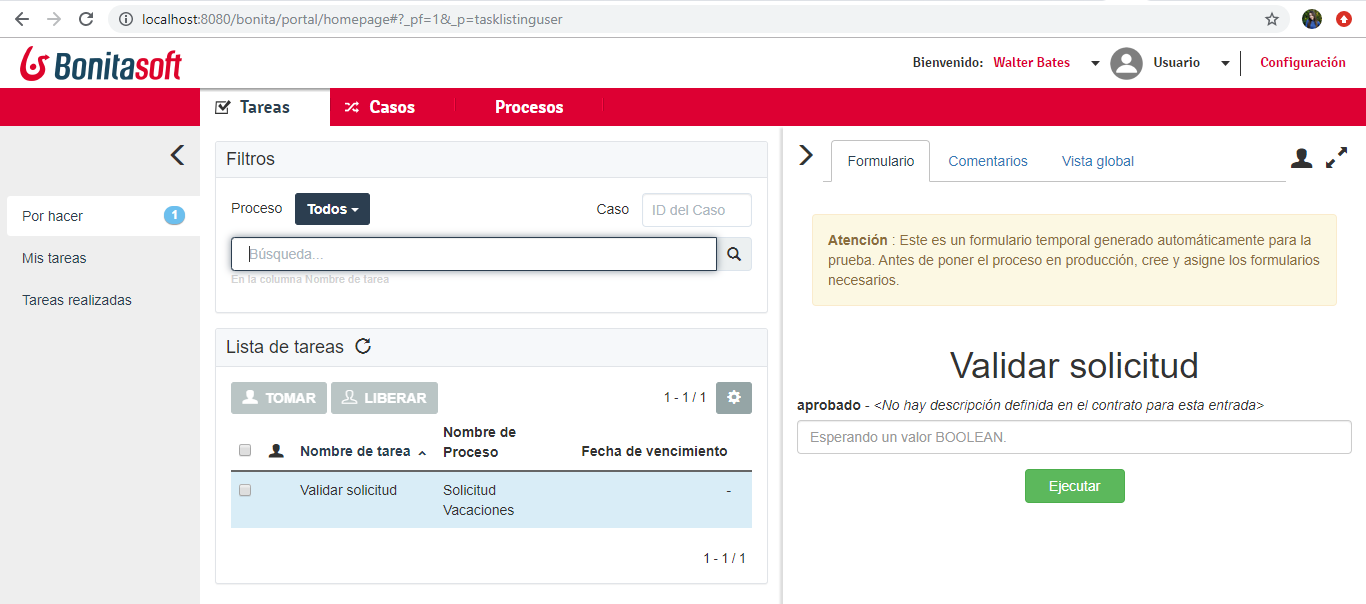 localhost:8080/bonita/portal/homepage#?_pf=1&_p=tasklistinguser
Bonitasoft
Bienvenido: Walter Bates Usuario Configuración
Tareas Casos Procesos
Por hacer 1
Mis tareas
Tareas realizadas
Filtros
Proceso Todos Caso ID del Caso
Búsqueda...
En la columna Nombre de tarea
Lista de tareas
TOMAR LIBERAR 1 - 1 / 1
Nombre de tarea Nombre de Proceso Fecha de vencimiento
Validar solicitud Solicitud Vacaciones -
1 - 1 / 1
Formulario Comentarios Vista global
Atención : Este es un formulario temporal generado automáticamente para la
prueba. Antes de poner el proceso en producción, cree y asigne los formularios
necesarios.
Validar solicitud
aprobado - <No hay descripción definida en el contrato para esta entrada>
Esperando un valor BOOLEAN.
Ejecutar